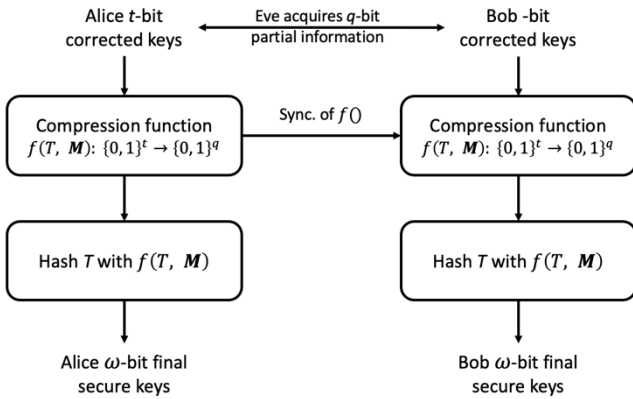 Alice t-bit
corrected keys
Eve acquires q-bit
partial information
Bob -bit
corrected keys
Compression function
f(T, M): {0, 1}ᵗ → {0, 1}^q
Sync. of f()
Compression function
f(T, M): {0, 1}ᵗ → {0, 1}^q
Hash T with f(T, M)
Hash T with f(T, M)
Alice ω-bit final
secure keys
Bob ω-bit final
secure keys